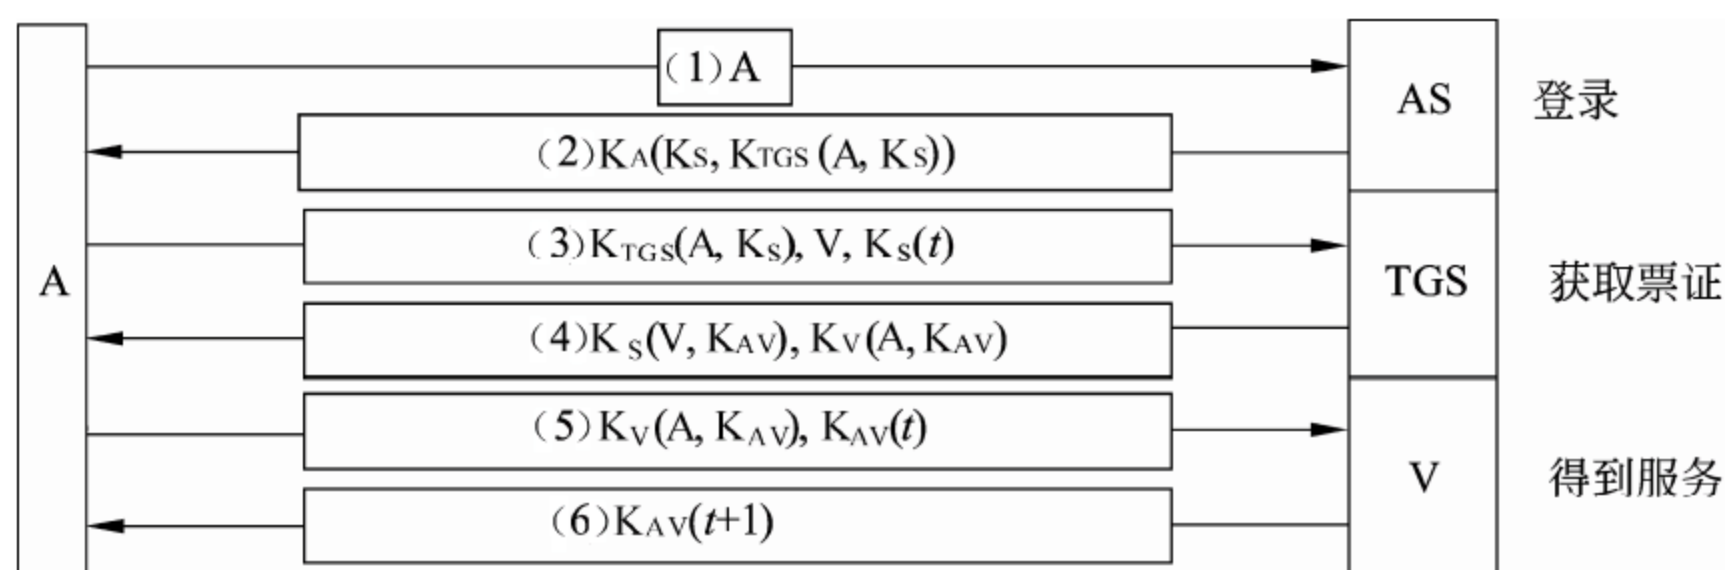 (1)A
AS
登录
(2)KA(KS, KTGS (A, KS))
(3)KTGS(A, KS), V, KS(t)
A
TGS
获取票证
(4)KS(V, KAV), KV(A, KAV)
(5)KV(A, KAV), KAV(t)
V
得到服务
(6)KAV(t+1)